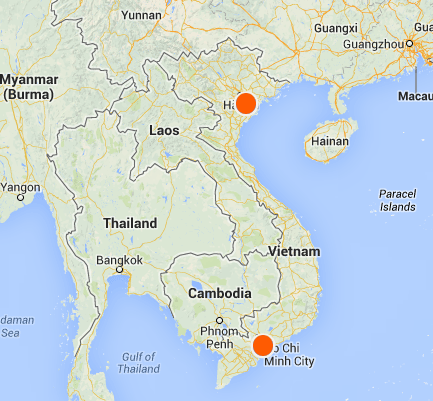 Yunnan
Guangxi
Gua
Guangzhou
Myanmar
(Burma)
Ha
Macau
Laos
Hainan
Yangon
Paracel
Islands
Thailand
Vietnam
Bangkok
Cambodia
daman
Sea
Phnom
Penh
Gulf of
Thailand
o Chi
Minh City